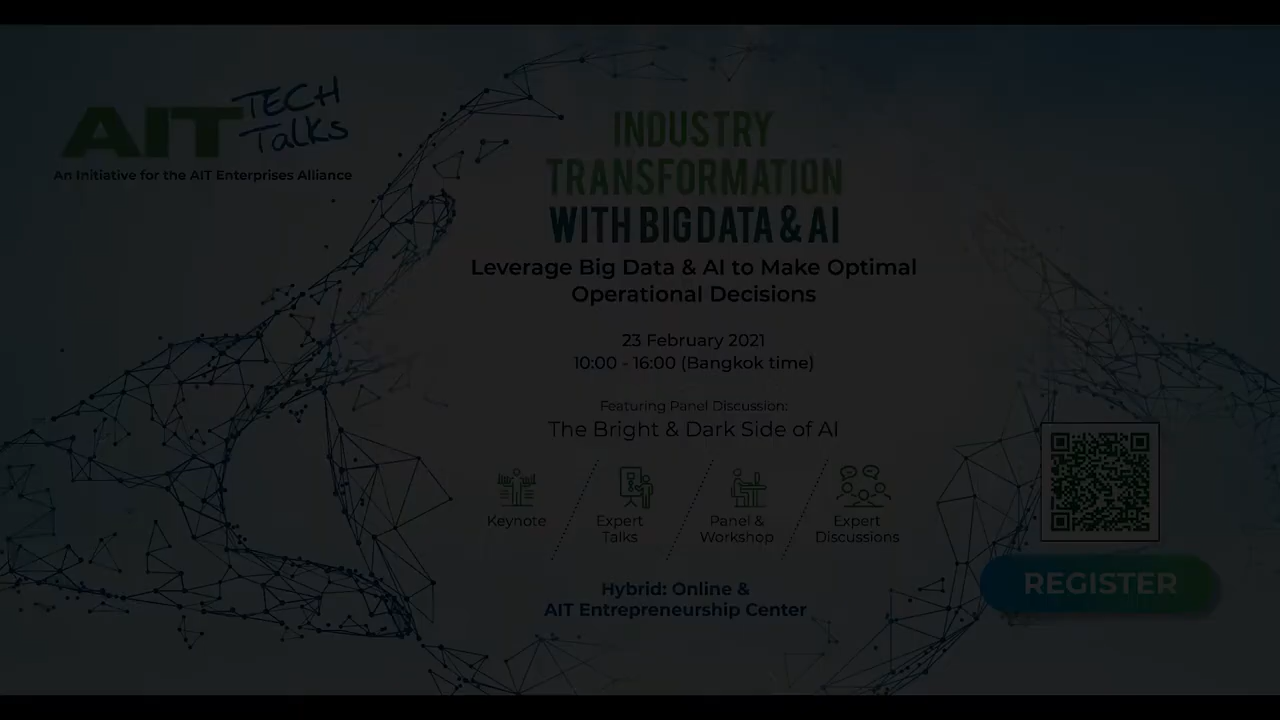 AIT TECH
Talks
An Initiative for the AIT Enterprises Alliance
INDUSTRY
TRANSFORMATION
WITH BIG DATA & AI
Leverage Big Data & AI to Make Optimal
Operational Decisions
23 February 2021
10:00 - 16:00 (Bangkok time)
Featuring Panel Discussion:
The Bright & Dark Side of AI
Keynote
Expert
Talks
Panel &
Workshop
Expert
Discussions
Hybrid: Online &
AIT Entrepreneurship Center
REGISTER